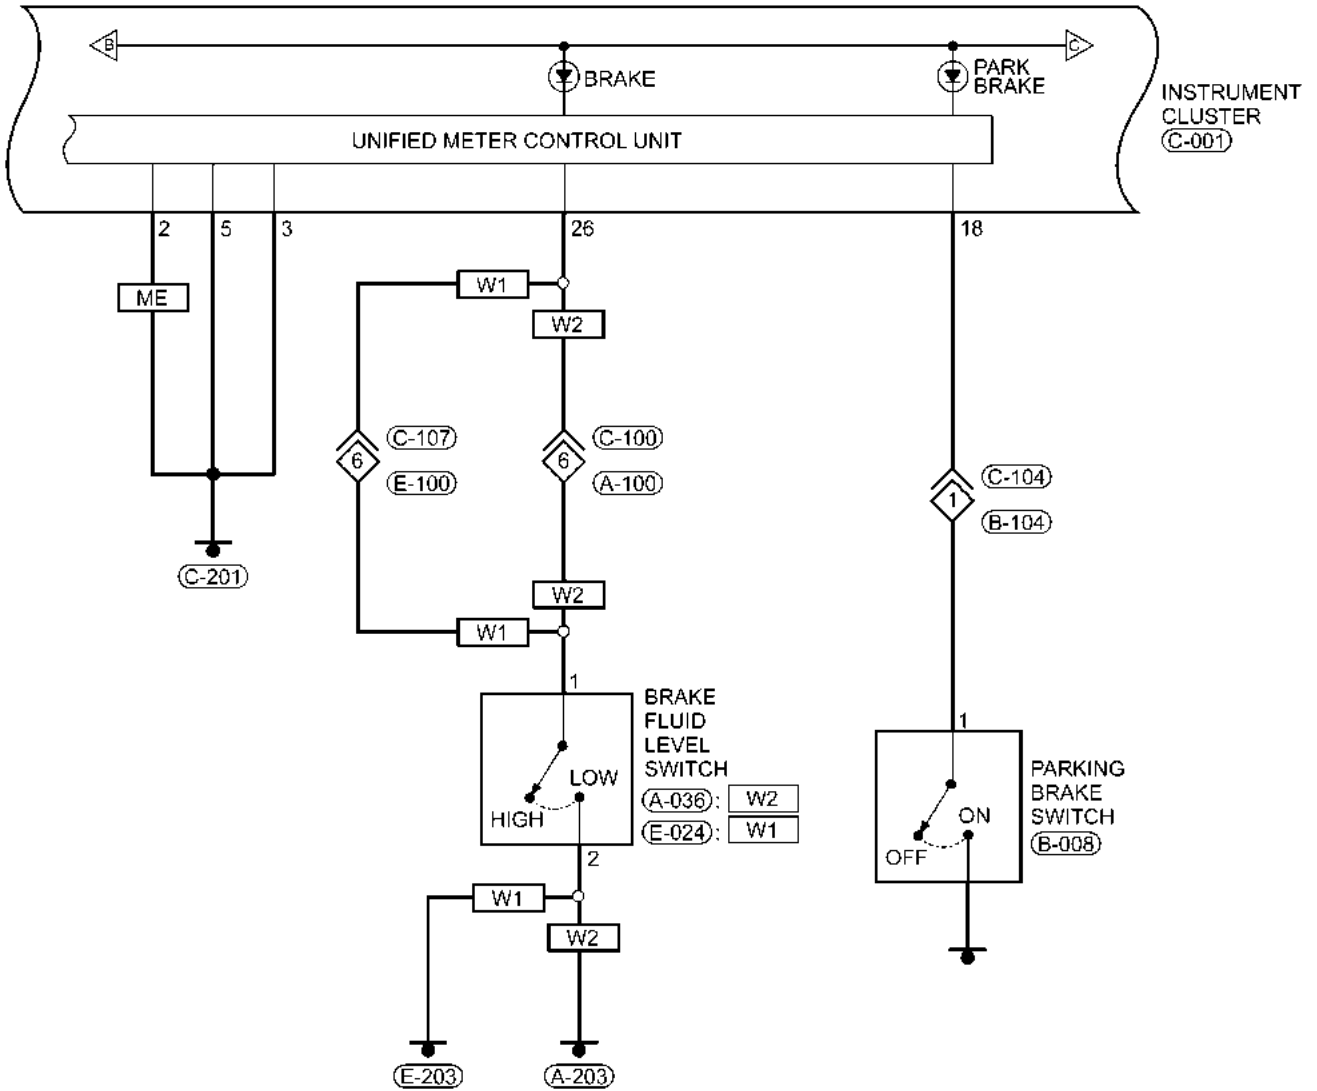 B
C
BRAKE
PARK
BRAKE
INSTRUMENT
CLUSTER
C-001
UNIFIED METER CONTROL UNIT
2
5
3
26
18
W1
ME
W2
C-107
C-100
6
6
E-100
A-100
C-104
1
B-104
C-201
W2
W1
1
BRAKE
FLUID
LEVEL
SWITCH
LOW
HIGH
A-036: W2
E-024: W1
1
PARKING
BRAKE
SWITCH
ON
OFF
B-008
2
W1
W2
E-203
A-203